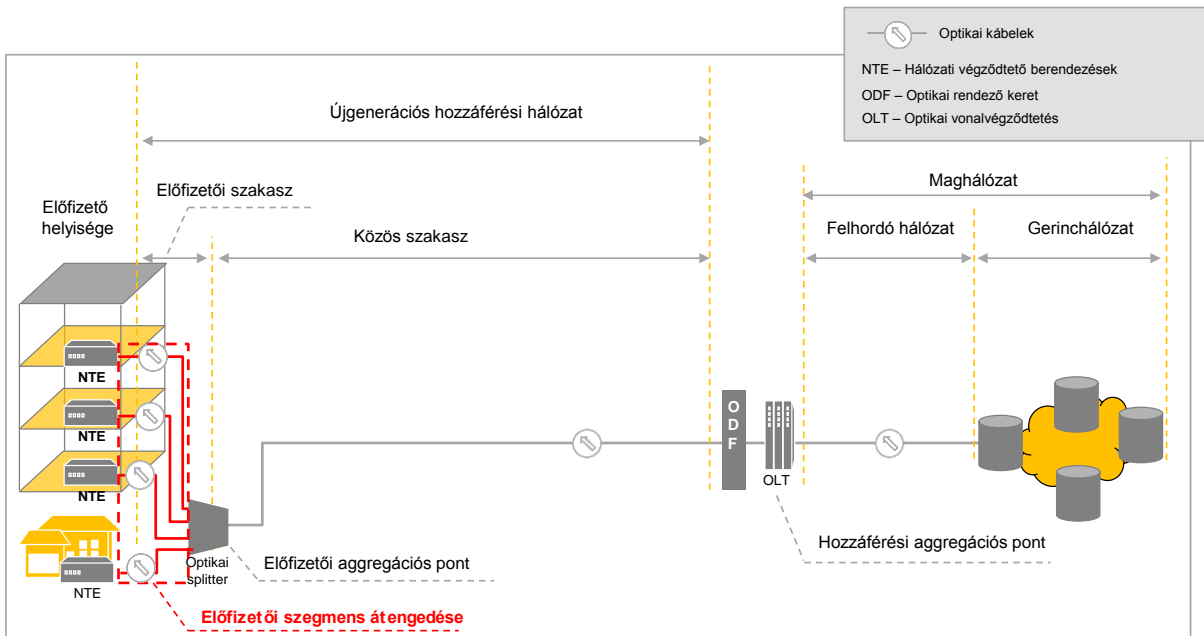 Optikai kábelek
NTE – Hálózati végződtető berendezések
ODF – Optikai rendező keret
OLT – Optikai vonalvégződtetés
Újgenerációs hozzáférési hálózat
Maghálózat
Előfizetői szakasz
Előfizető
helyisége
Közös szakasz
Felhordó hálózat
Gerinchálózat
NTE
NTE
NTE
NTE
O
D
F
OLT
Optikai
splitter
Előfizetői aggregációs pont
Hozzáférési aggregációs pont
Előfizetői szegmens átengedése